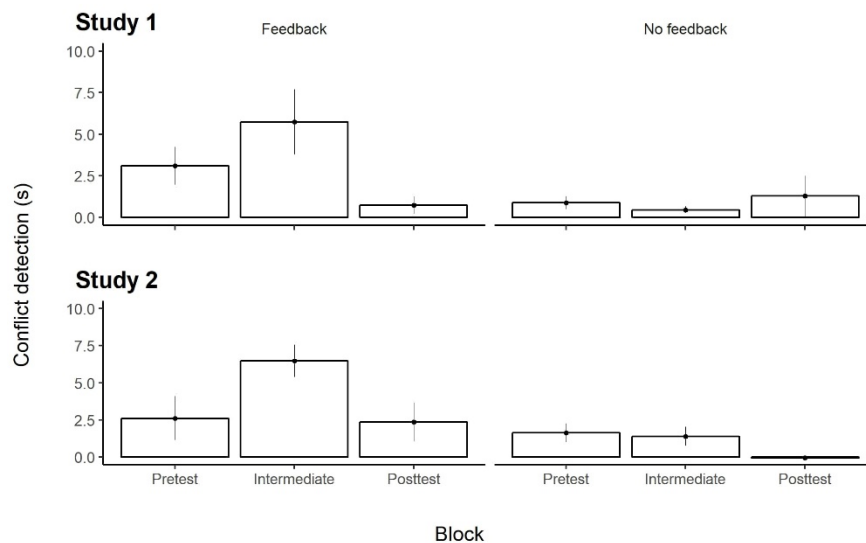 Study 1
Feedback
No feedback
10.0
7.5
5.0
2.5
0.0
Conflict detection (s)
Study 2
10.0
7.5
5.0
2.5
0.0
Pretest
Intermediate
Posttest
Pretest
Intermediate
Posttest
Block